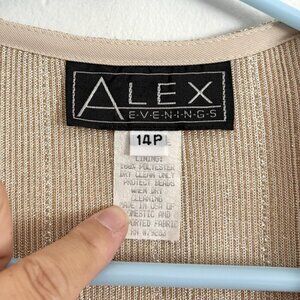 ALEX
E·V·E·N·I·N·G·S
14P
LINING:
100% POLYESTER
DRY CLEAN ONLY
PROTECT BEADS
WHEN DRY
CLEANING
MADE IN USA OF
DOMESTIC AND
IMPORTED FABRIC